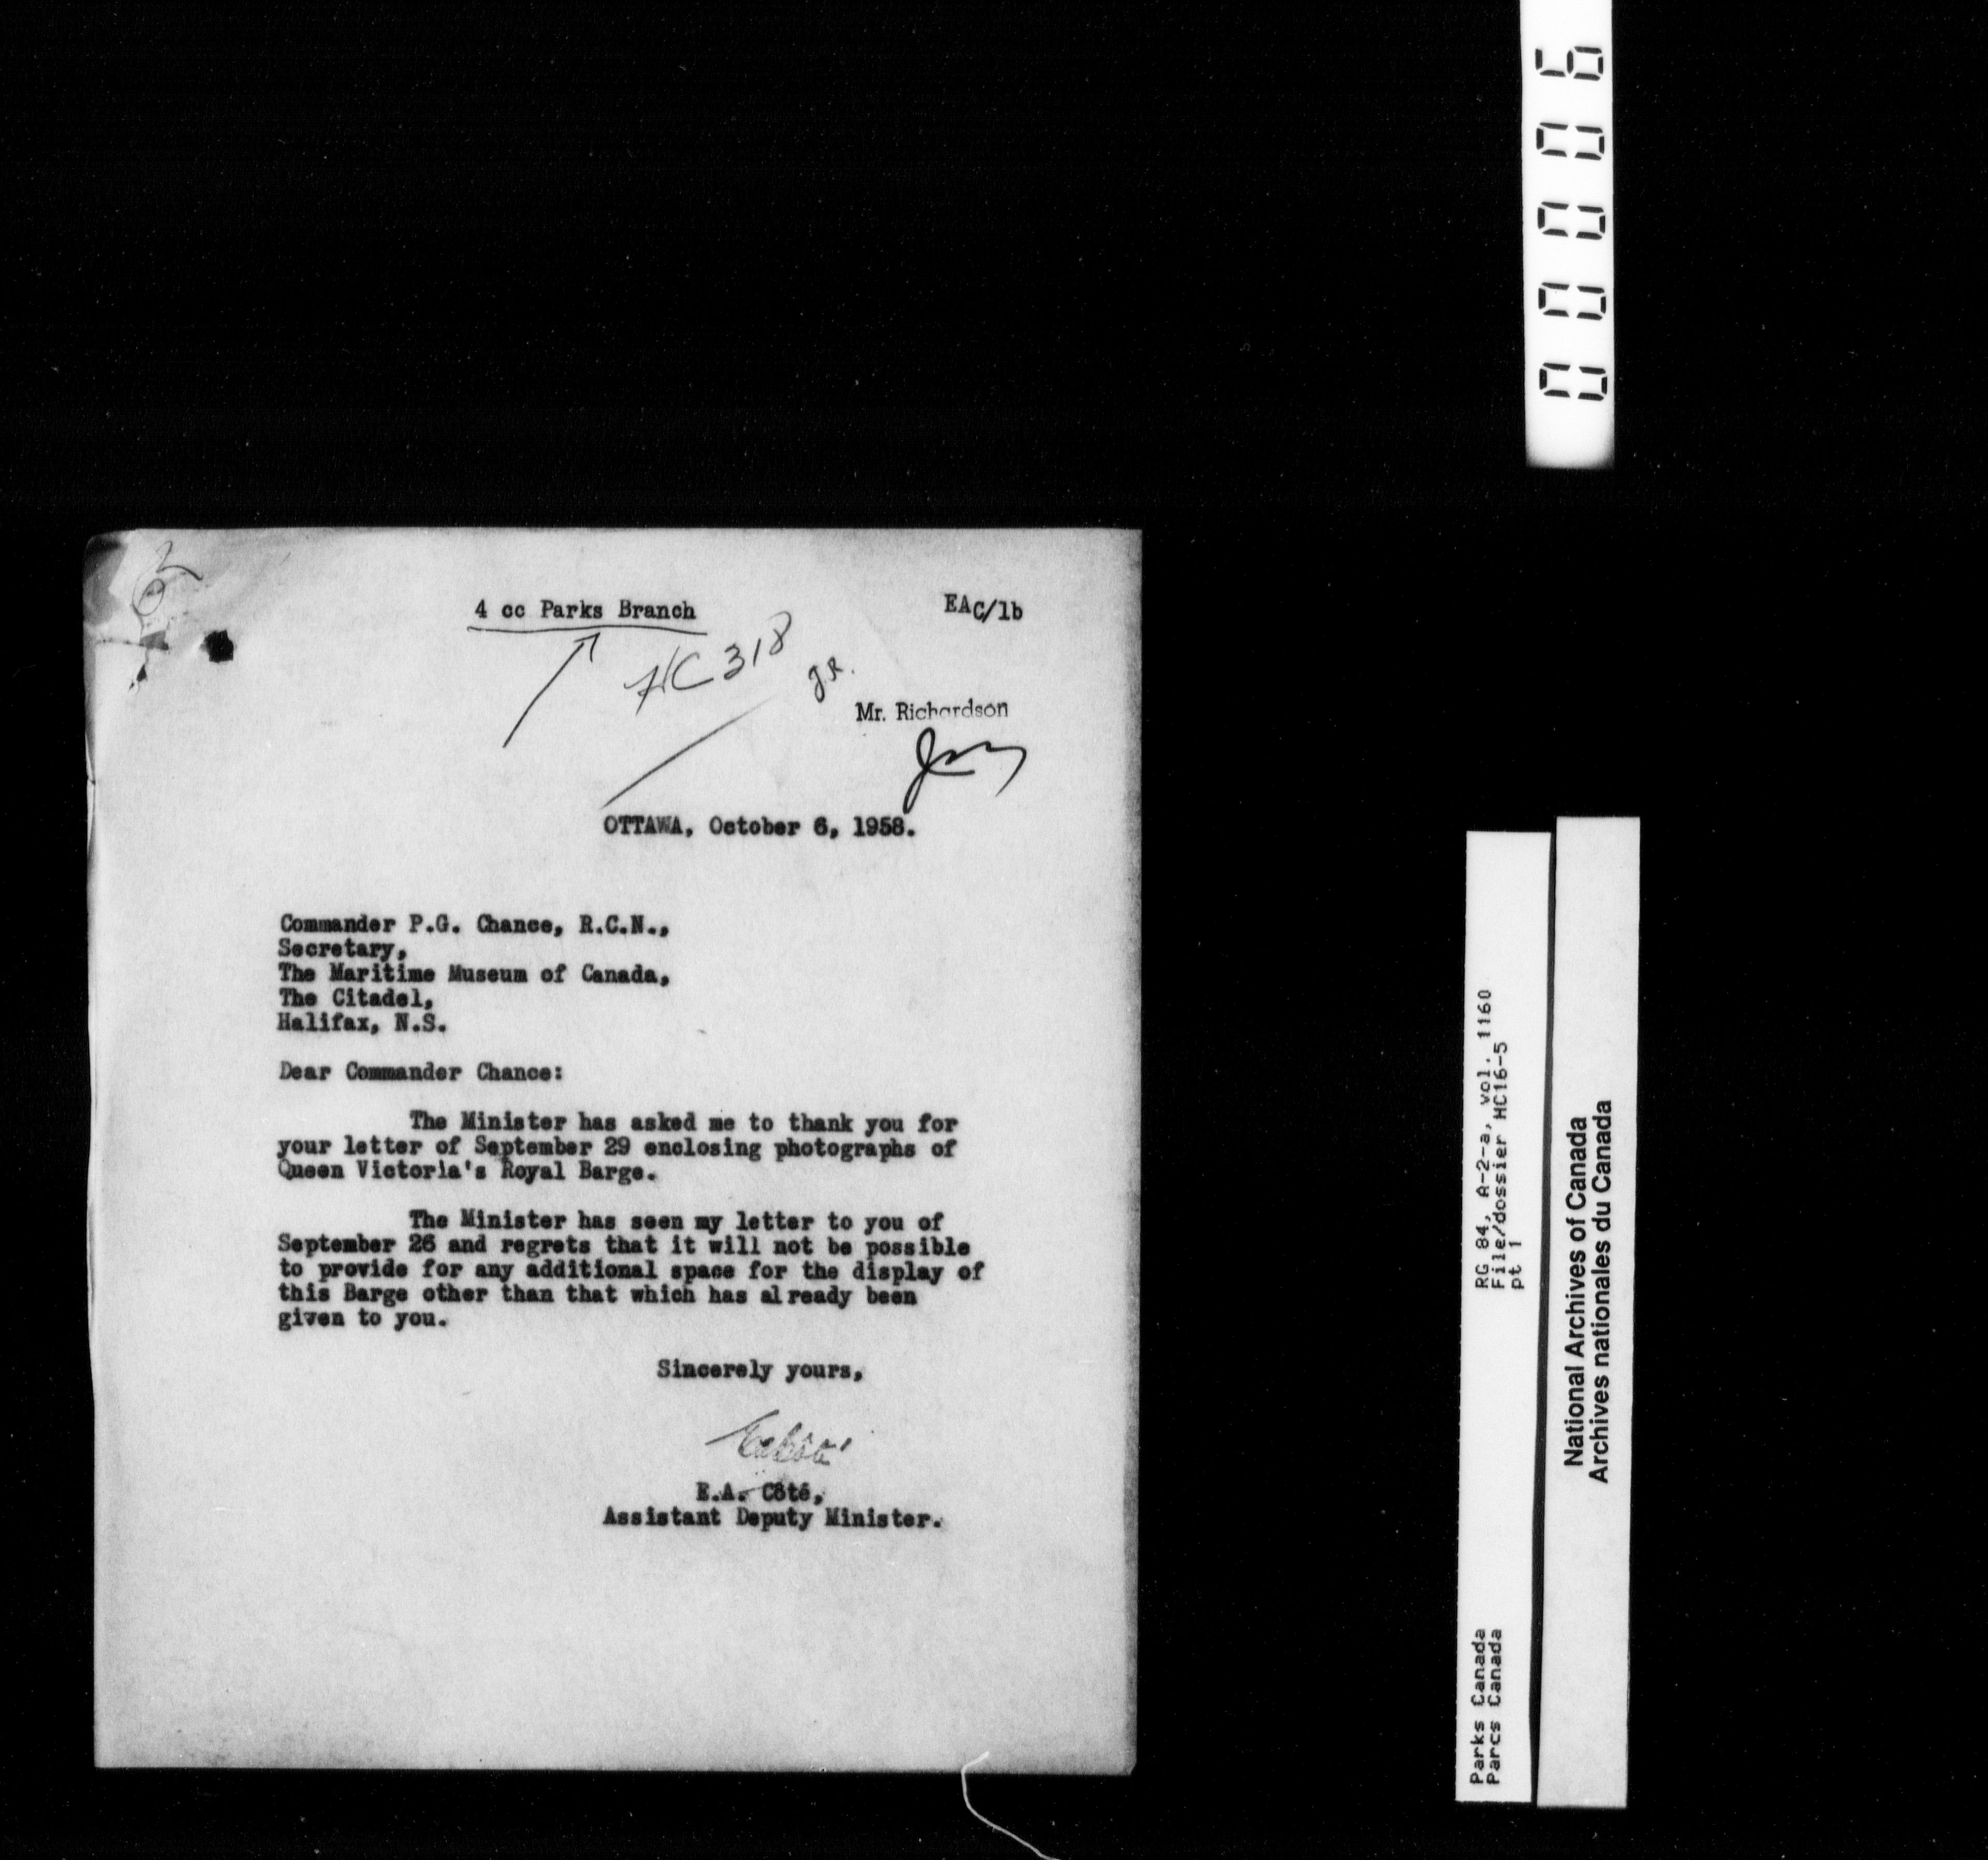 00006
4 cc Parks Branch
EAC/lb
HC 318
J.R.
Mr. Richardson
OTTAWA, October 6, 1958.
Commander P.G. Chance, R.C.N.,
Secretary,
The Maritime Museum of Canada,
The Citadel,
Halifax, N.S.
Dear Commander Chance:
The Minister has asked me to thank you for
your letter of September 29 enclosing photographs of
Queen Victoria's Royal Barge.
The Minister has seen my letter to you of
September 26 and regrets that it will not be possible
to provide for any additional space for the display of
this Barge other than that which has already been
given to you.
Sincerely yours,
E.A. Côté,
Assistant Deputy Minister.
RG 84, A-2-a, vol. 1160
File/dossier HC16-5
pt 1
Parks Canada
Parcs Canada
National Archives of Canada
Archives nationales du Canada